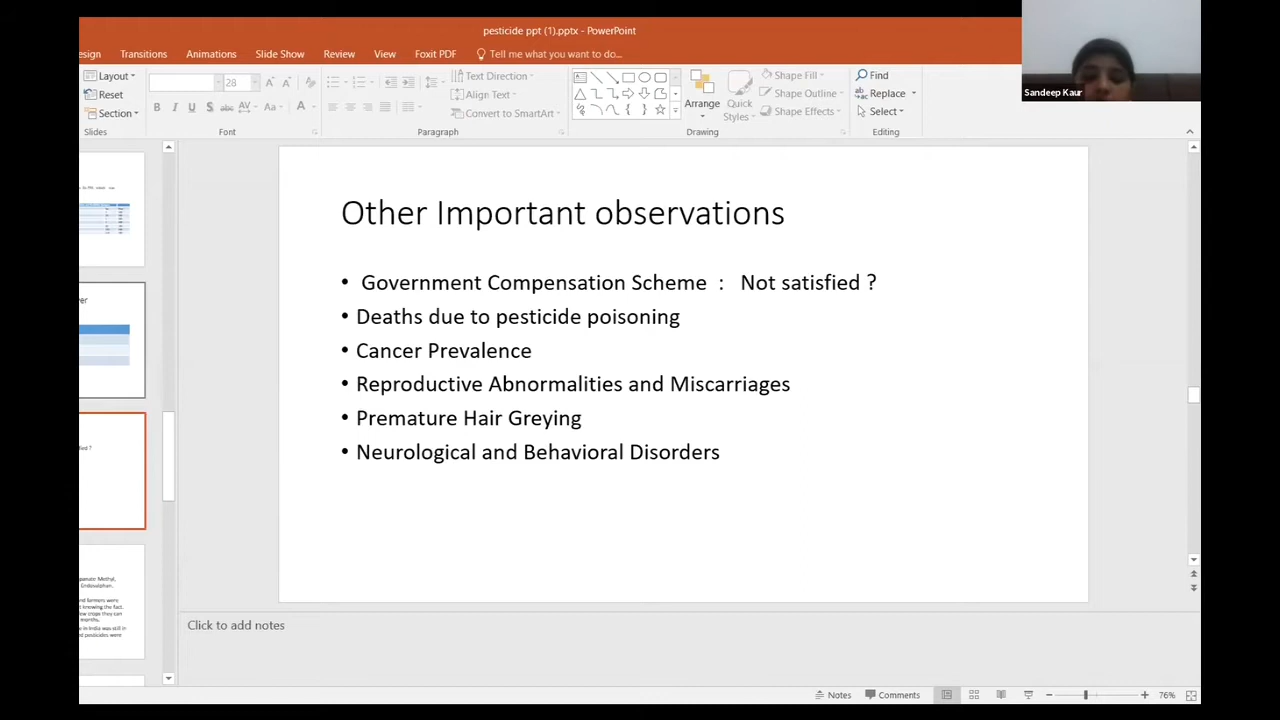 pesticide ppt (1).pptx - PowerPoint
esign Transitions Animations Slide Show Review View Foxit PDF Tell me what you want to do...
Layout
Reset
Section
Slides
28
Font
Text Direction
Align Text
Convert to SmartArt
Paragraph
Arrange
Quick
Styles
Shape Fill
Shape Outline
Shape Effects
Drawing
Find
Replace
Select
Editing
Sandeep Kaur
Other Important observations
• Government Compensation Scheme : Not satisfied ?
• Deaths due to pesticide poisoning
• Cancer Prevalence
• Reproductive Abnormalities and Miscarriages
• Premature Hair Greying
• Neurological and Behavioral Disorders
Click to add notes
Notes Comments 76%